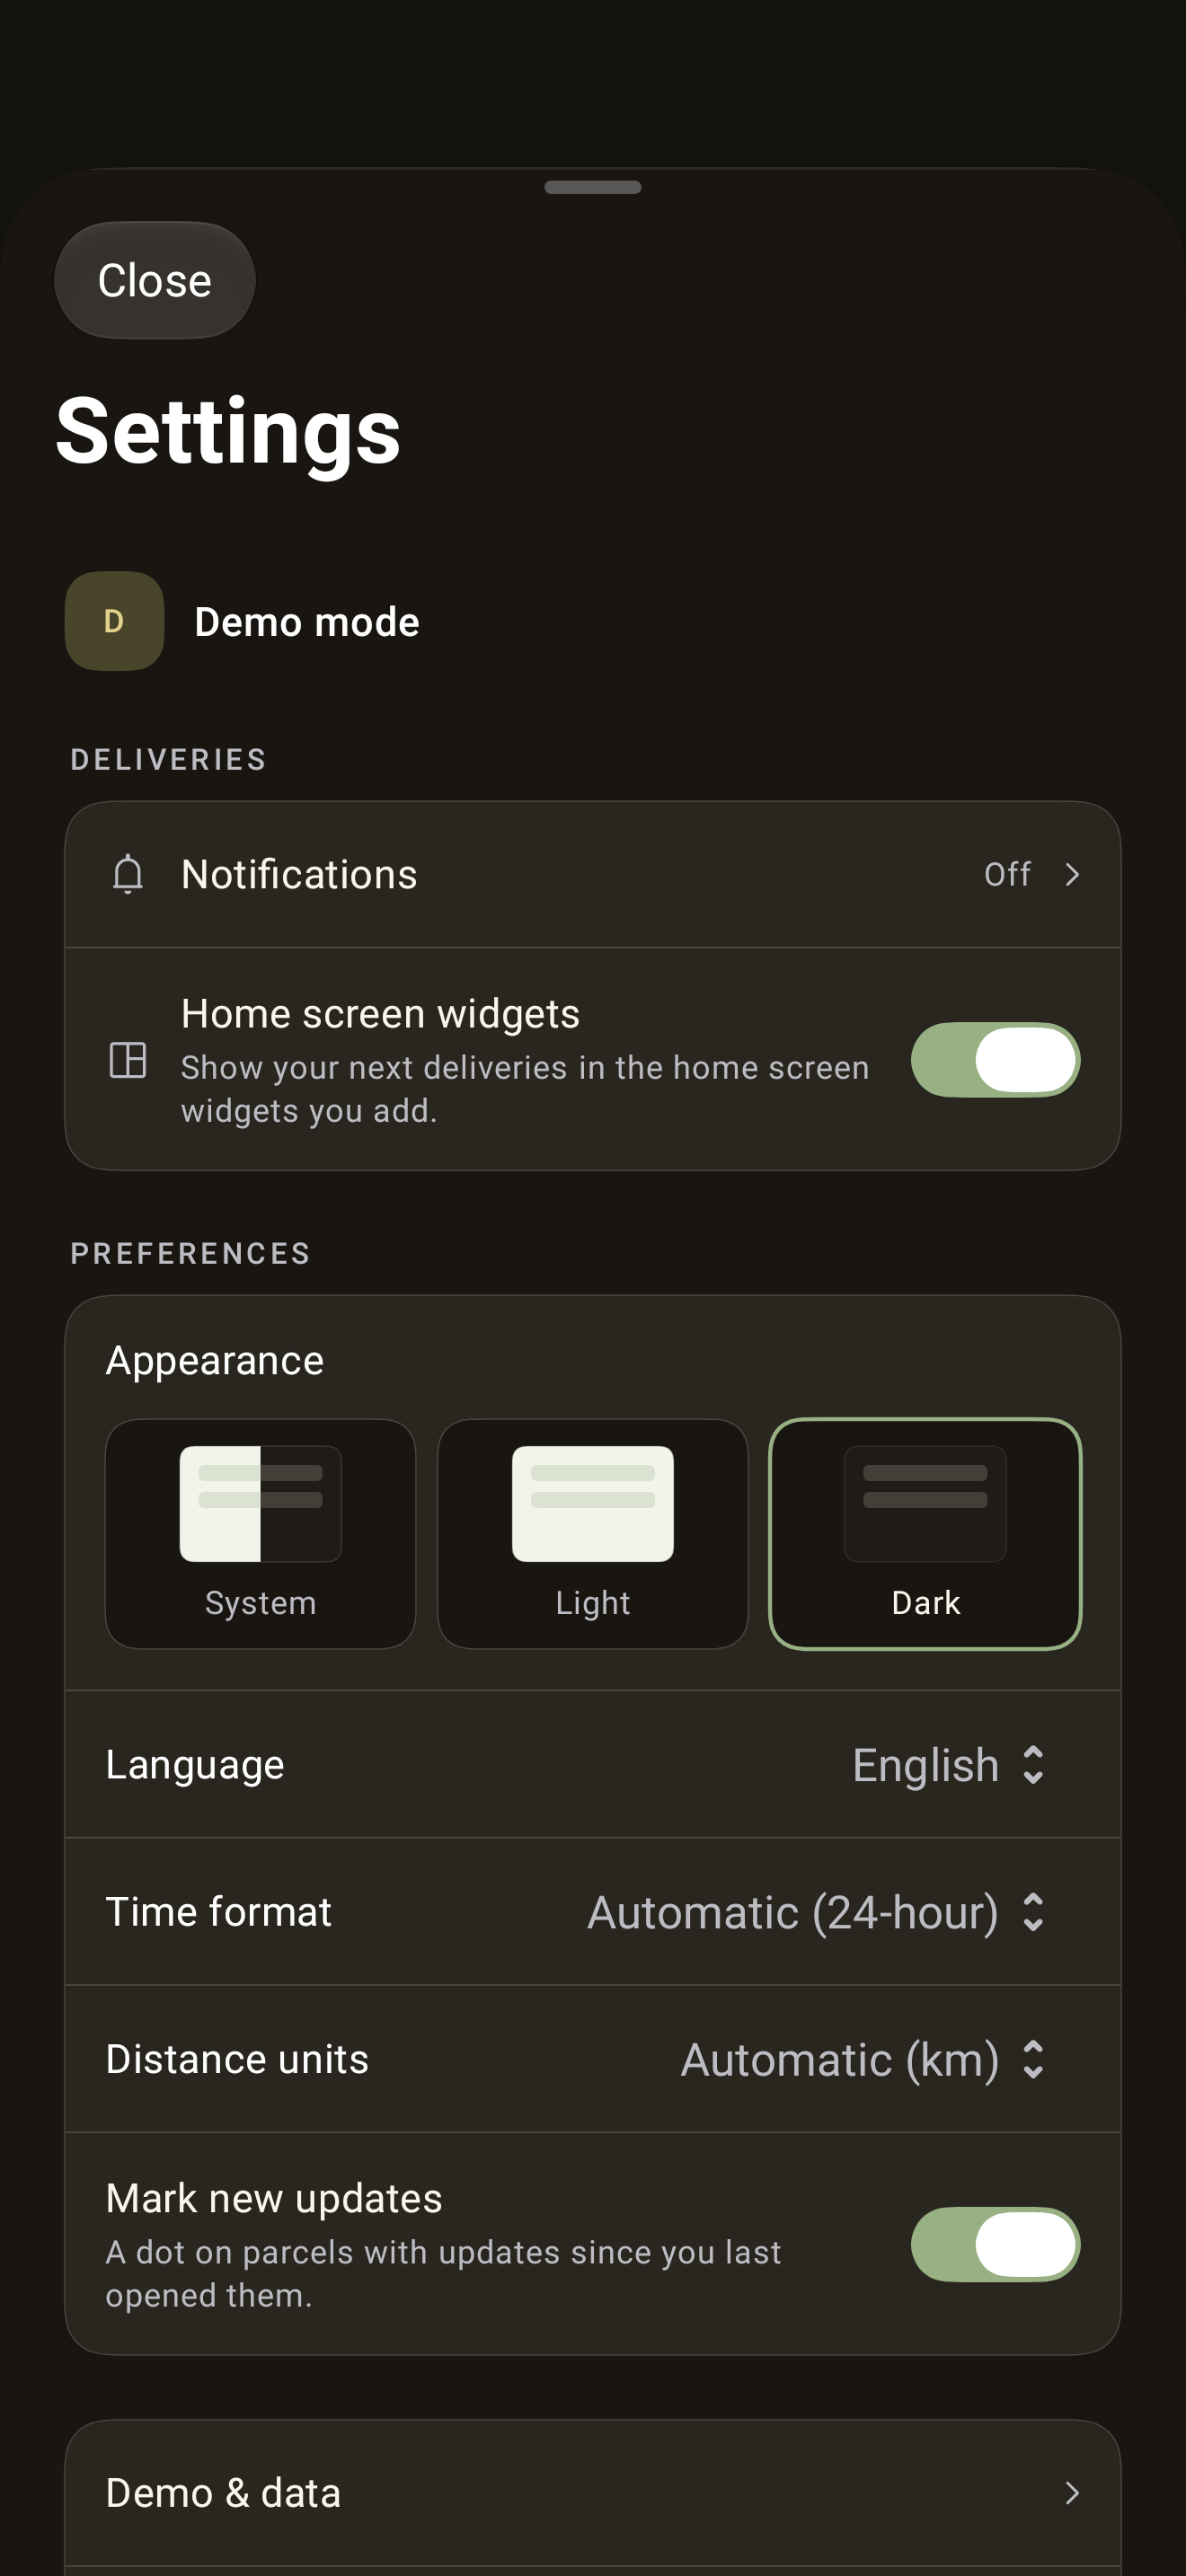 Close
Settings
D
Demo mode
DELIVERIES
Notifications
Off
Home screen widgets
Show your next deliveries in the home screen
widgets you add.
PREFERENCES
Appearance
System
Light
Dark
Language
English
Time format
Automatic (24-hour)
Distance units
Automatic (km)
Mark new updates
A dot on parcels with updates since you last
opened them.
Demo & data